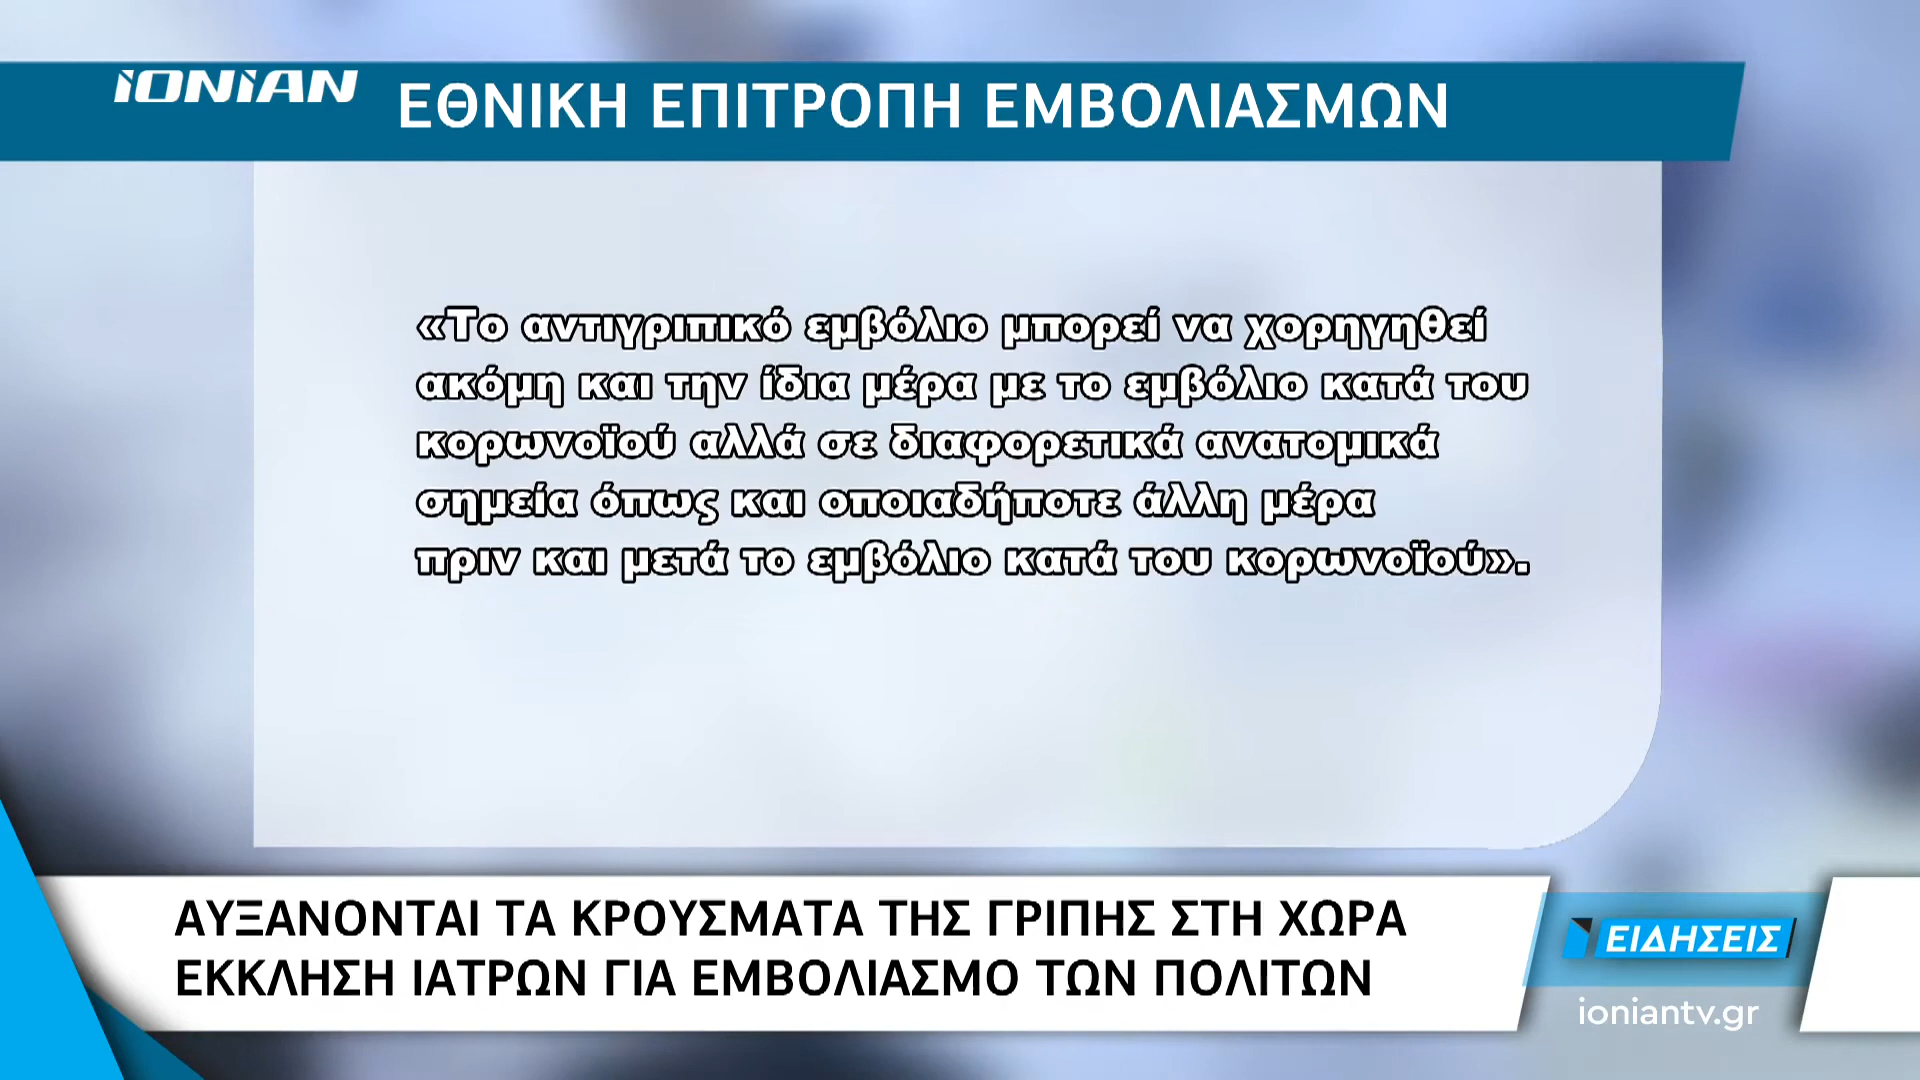 IONIAN
ΕΘΝΙΚΗ ΕΠΙΤΡΟΠΗ ΕΜΒΟΛΙΑΣΜΩΝ
«Το αντιγριπικό εμβόλιο μπορεί να χορηγηθεί
ακόμη και την ίδια μέρα με το εμβόλιο κατά του
κορωνοϊού αλλά σε διαφορετικά ανατομικά
σημεία όπως και οποιαδήποτε άλλη μέρα
πριν και μετά το εμβόλιο κατά του κορωνοϊού».
ΑΥΞΑΝΟΝΤΑΙ ΤΑ ΚΡΟΥΣΜΑΤΑ ΤΗΣ ΓΡΙΠΗΣ ΣΤΗ ΧΩΡΑ
ΕΚΚΛΗΣΗ ΙΑΤΡΩΝ ΓΙΑ ΕΜΒΟΛΙΑΣΜΟ ΤΩΝ ΠΟΛΙΤΩΝ
ΕΙΔΗΣΕΙΣ
ioniantv.gr